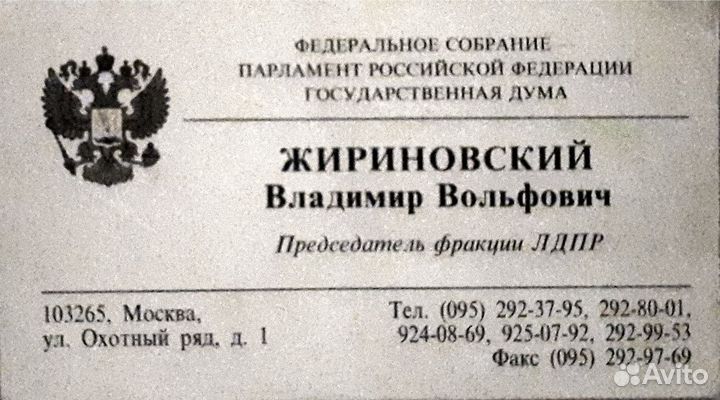 ФЕДЕРАЛЬНОЕ СОБРАНИЕ
ПАРЛАМЕНТ РОССИЙСКОЙ ФЕДЕРАЦИИ
ГОСУДАРСТВЕННАЯ ДУМА
ЖИРИНОВСКИЙ
Владимир Вольфович
Председатель фракции ЛДПР
103265, Москва,
ул. Охотный ряд, д. 1
Тел. (095) 292-37-95, 292-80-01,
924-08-69, 925-07-92, 292-99-53
Факс (095) 292-97-69
Avito